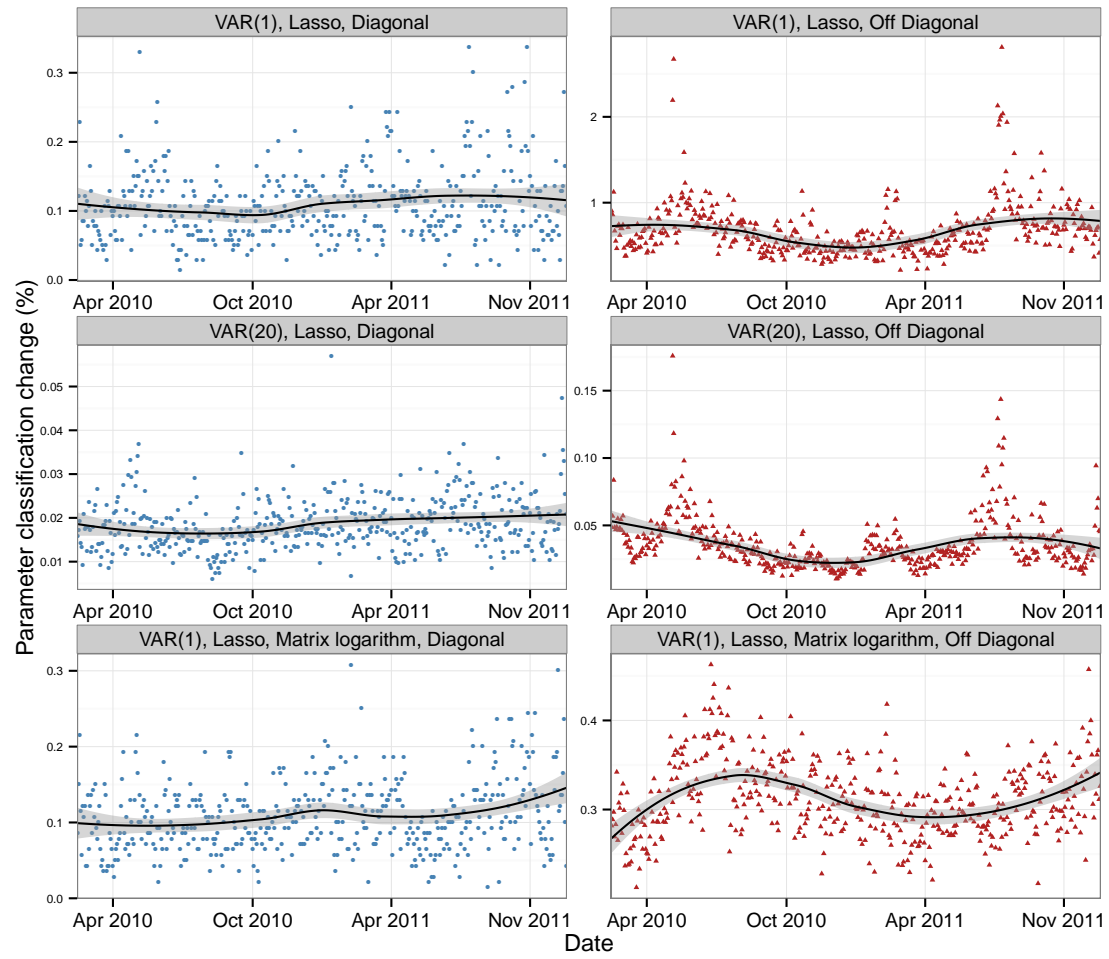 VAR(1), Lasso, Diagonal
VAR(1), Lasso, Off Diagonal
0.3
0.2
0.1
0.0
2
1
Apr 2010 Oct 2010 Apr 2011 Nov 2011
Apr 2010 Oct 2010 Apr 2011 Nov 2011
VAR(20), Lasso, Diagonal
VAR(20), Lasso, Off Diagonal
Parameter classification change (%)
0.05
0.04
0.03
0.02
0.01
0.15
0.10
0.05
Apr 2010 Oct 2010 Apr 2011 Nov 2011
Apr 2010 Oct 2010 Apr 2011 Nov 2011
VAR(1), Lasso, Matrix logarithm, Diagonal
VAR(1), Lasso, Matrix logarithm, Off Diagonal
0.3
0.2
0.1
0.0
0.4
0.3
Apr 2010 Oct 2010 Apr 2011 Nov 2011
Apr 2010 Oct 2010 Apr 2011 Nov 2011
Date